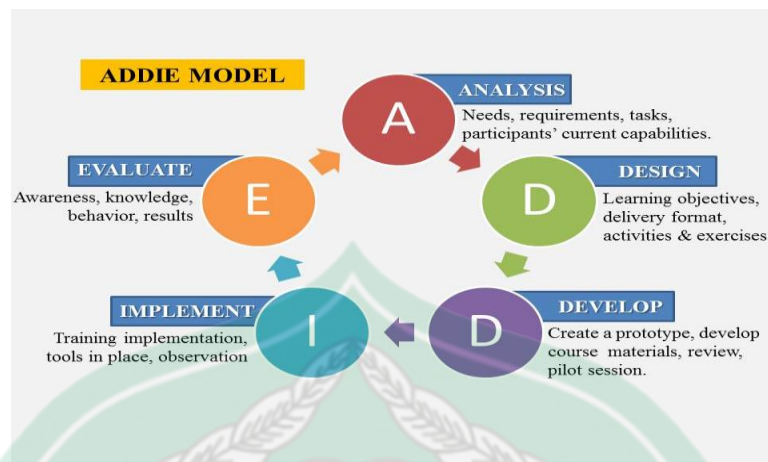 ADDIE MODEL
A
ANALYSIS
Needs, requirements, tasks,
participants' current capabilities.
D
DESIGN
Learning objectives,
delivery format,
activities & exercises
D
DEVELOP
Create a prototype, develop
course materials, review,
pilot session.
I
IMPLEMENT
Training implementation,
tools in place, observation
E
EVALUATE
Awareness, knowledge,
behavior, results